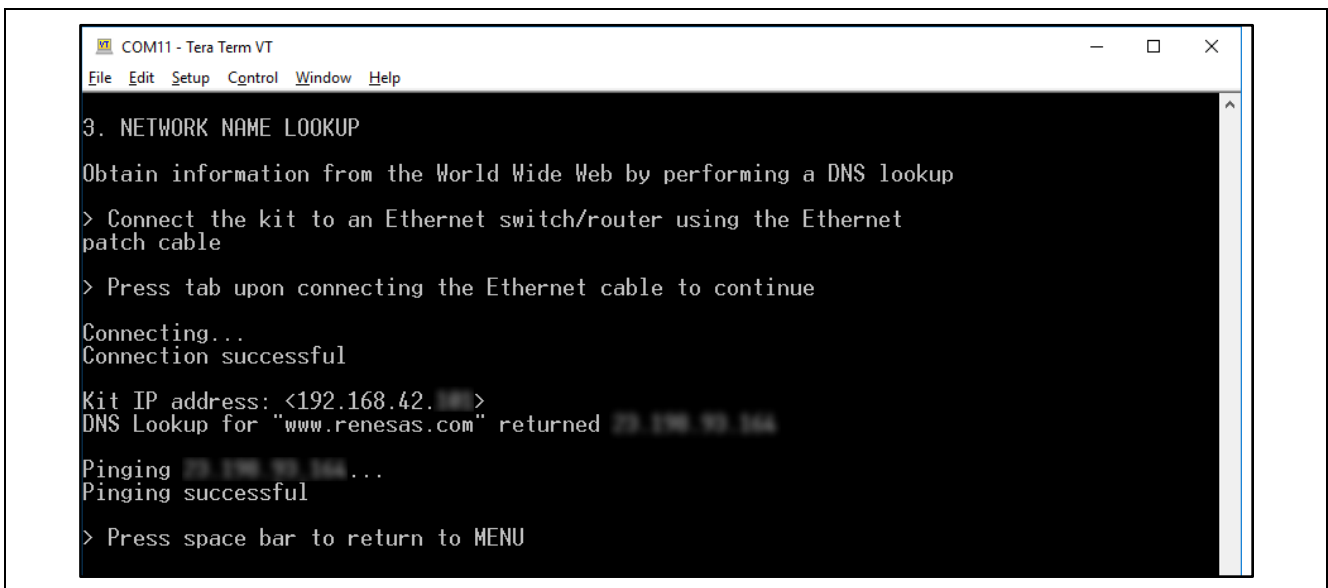 COM11 - Tera Term VT
File Edit Setup Control Window Help
3. NETWORK NAME LOOKUP
Obtain information from the World Wide Web by performing a DNS lookup
> Connect the kit to an Ethernet switch/router using the Ethernet
patch cable
> Press tab upon connecting the Ethernet cable to continue
Connecting...
Connection successful
Kit IP address: <192.168.42. >
DNS Lookup for "www.renesas.com" returned
Pinging ...
Pinging successful
> Press space bar to return to MENU